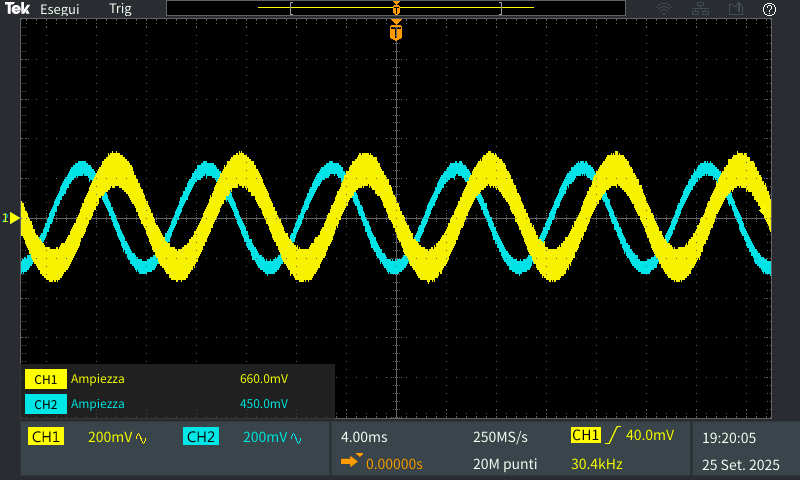 Tek Esegui Trig T ?
T
1
CH1 Ampiezza 660.0mV
CH2 Ampiezza 450.0mV
CH1 200mV CH2 200mV 4.00ms 250MS/s CH1 40.0mV 19:20:05
0.00000s 20M punti 30.4kHz 25 Set. 2025